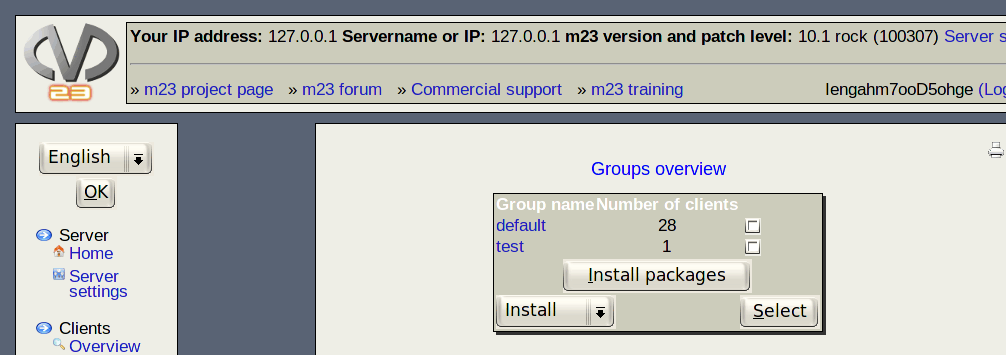 Your IP address: 127.0.0.1 Servername or IP: 127.0.0.1 m23 version and patch level: 10.1 rock (100307) Server s
» m23 project page » m23 forum » Commercial support » m23 training Iengahm7ooD5ohge (Log
23
English
OK
Server
Home
Server
settings
Clients
Overview
Groups overview
Group name Number of clients
default 28
test 1
Install packages
Install Select